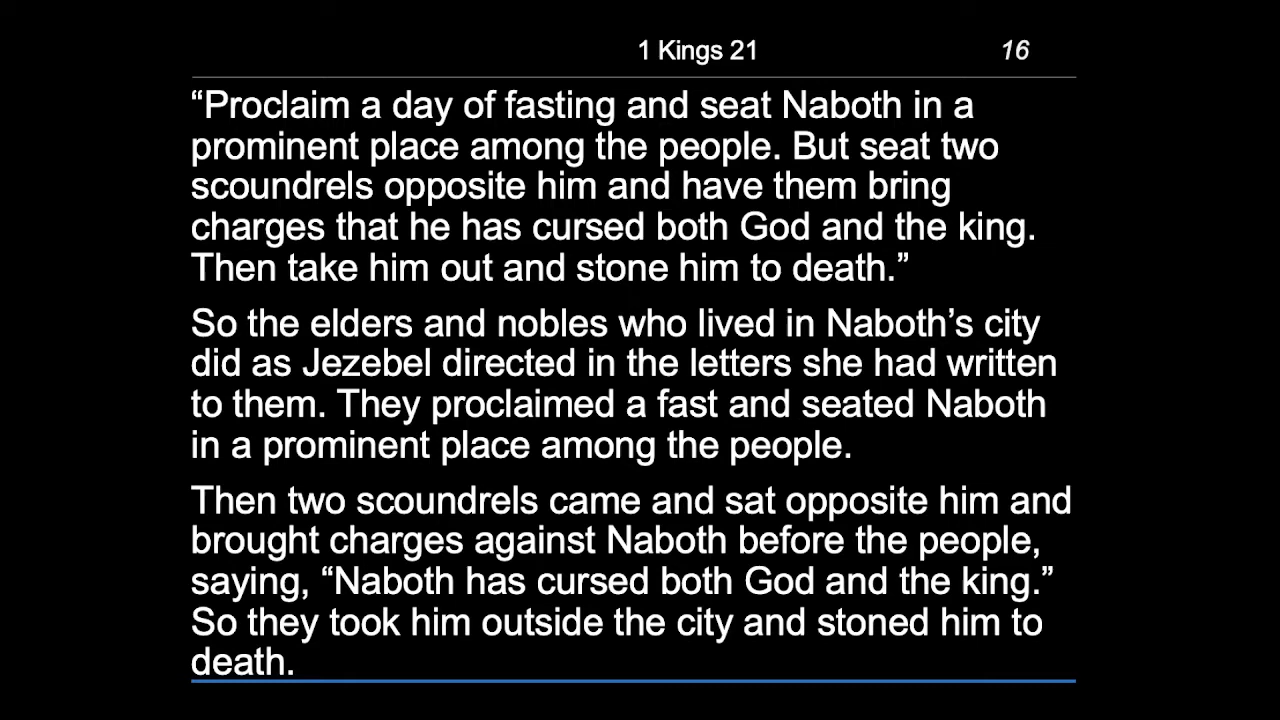 1 Kings 21 16
“Proclaim a day of fasting and seat Naboth in a
prominent place among the people. But seat two
scoundrels opposite him and have them bring
charges that he has cursed both God and the king.
Then take him out and stone him to death.”
So the elders and nobles who lived in Naboth’s city
did as Jezebel directed in the letters she had written
to them. They proclaimed a fast and seated Naboth
in a prominent place among the people.
Then two scoundrels came and sat opposite him and
brought charges against Naboth before the people,
saying, “Naboth has cursed both God and the king.”
So they took him outside the city and stoned him to
death.